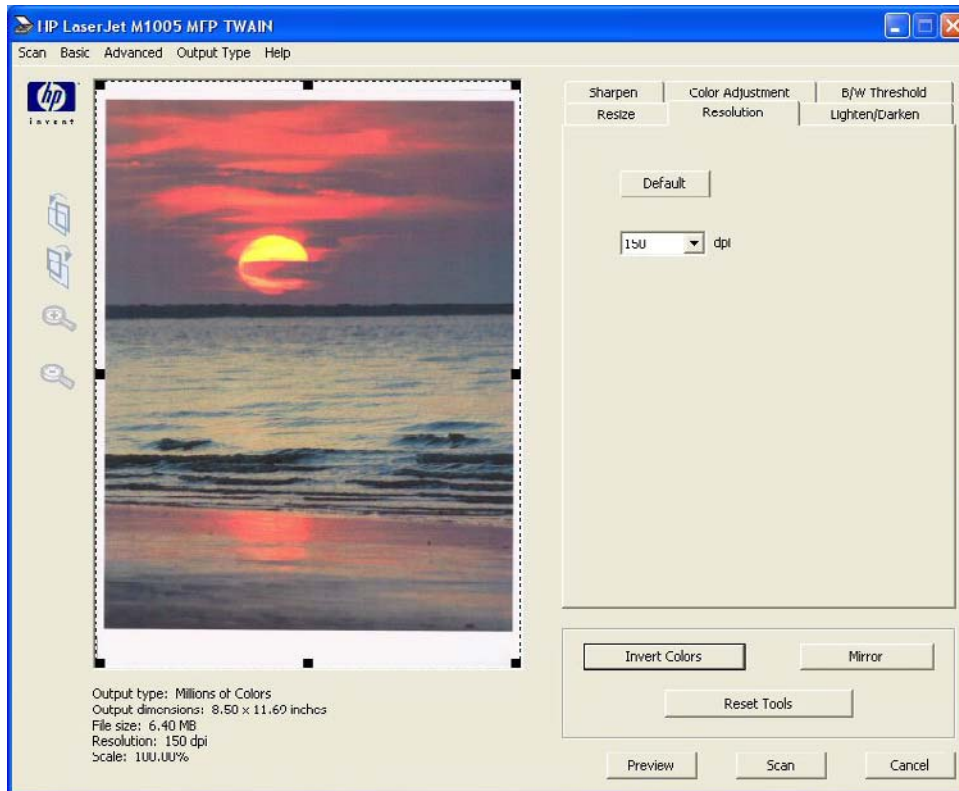 HP LaserJet M1005 MFP TWAIN
Scan Basic Advanced Output Type Help
hp
invent
Sharpen Color Adjustment B/W Threshold
Resize Resolution Lighten/Darken
Default
150 dpi
Invert Colors Mirror
Reset Tools
Output type: Millions of Colors
Output dimensions: 8.50 x 11.69 inches
File size: 6.40 MB
Resolution: 150 dpi
Scale: 100.00%
Preview Scan Cancel